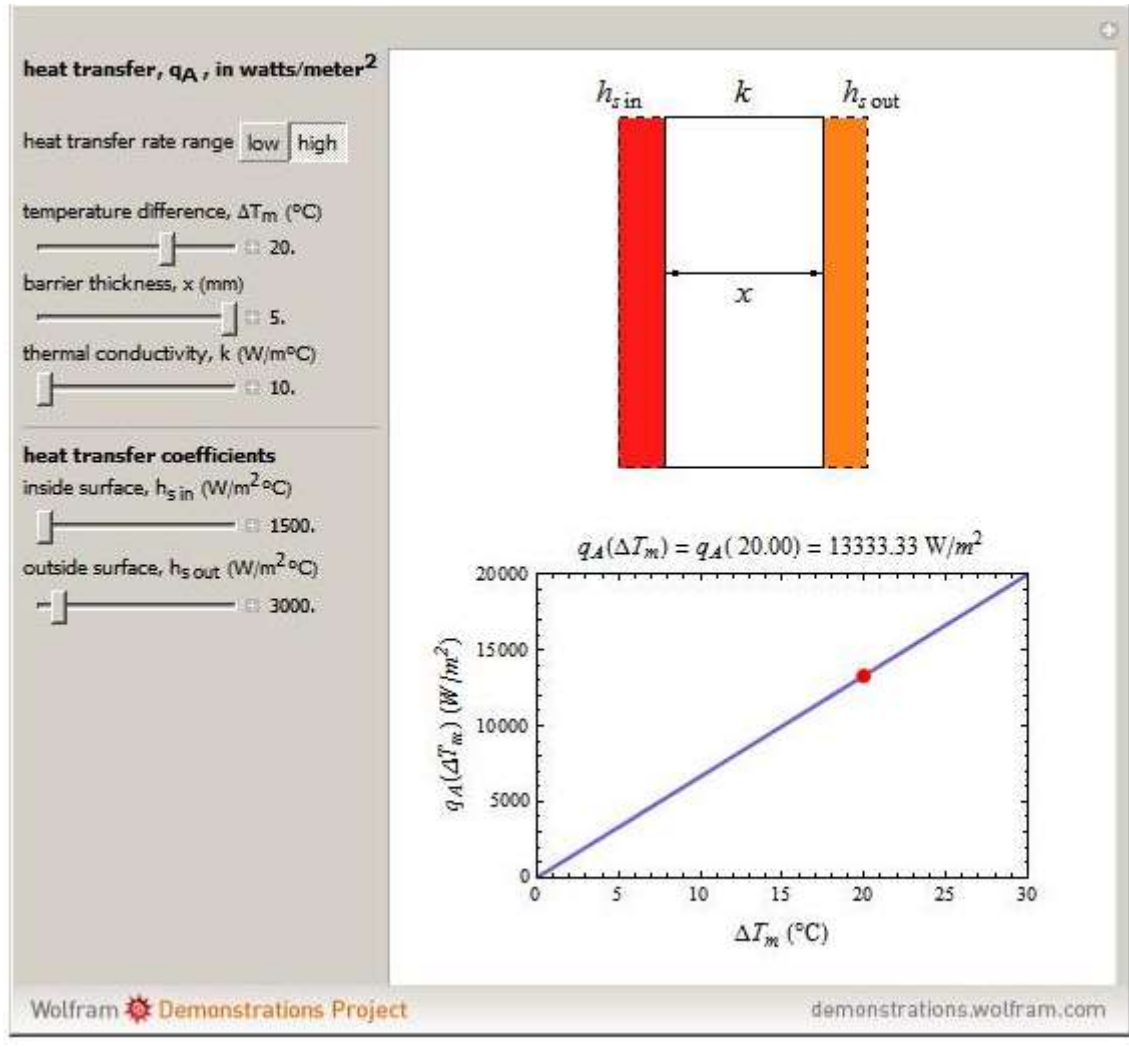 heat transfer, qA , in watts/meter²
heat transfer rate range low high
temperature difference, ΔTm (°C)
20.
barrier thickness, x (mm)
5.
thermal conductivity, k (W/m°C)
10.
heat transfer coefficients
inside surface, hs in (W/m²°C)
1500.
outside surface, hs out (W/m²°C)
3000.
hs in k hs out
x
qA(ΔTm) = qA( 20.00) = 13333.33 W/m²
qA(ΔTm) (W/m²)
20000
15000
10000
5000
0
0 5 10 15 20 25 30
ΔTm (°C)
Wolfram Demonstrations Project
demonstrations.wolfram.com